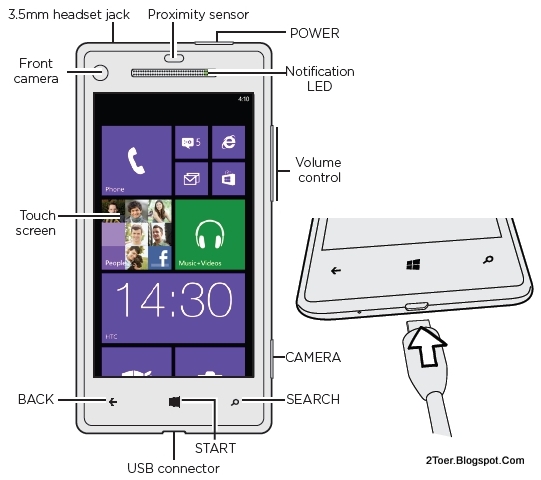 3.5mm headset jack
Proximity sensor
POWER
Front
camera
Notification
LED
4:10
5
Phone
Volume
control
Touch
screen
People
Music+Videos
14:30
HTC
CAMERA
BACK
SEARCH
START
USB connector
2Toer.Blogspot.Com